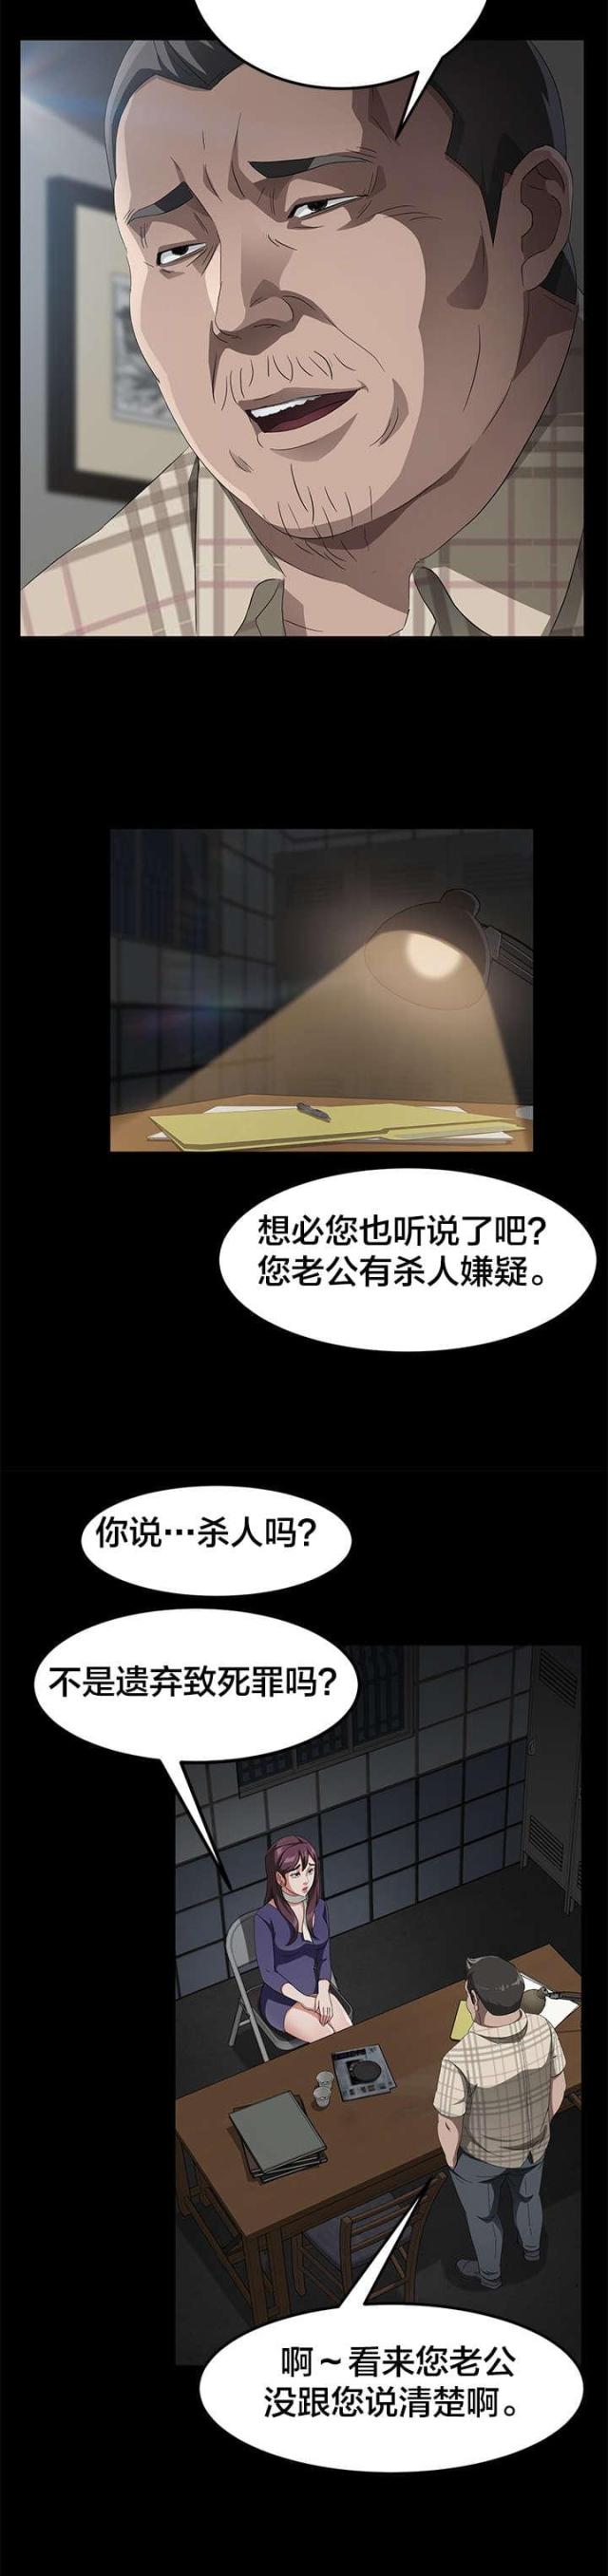 想必您也听说了吧?
您老公有杀人嫌疑。
你说…杀人吗?
不是遗弃致死罪吗?
啊~看来您老公
没跟您说清楚啊。